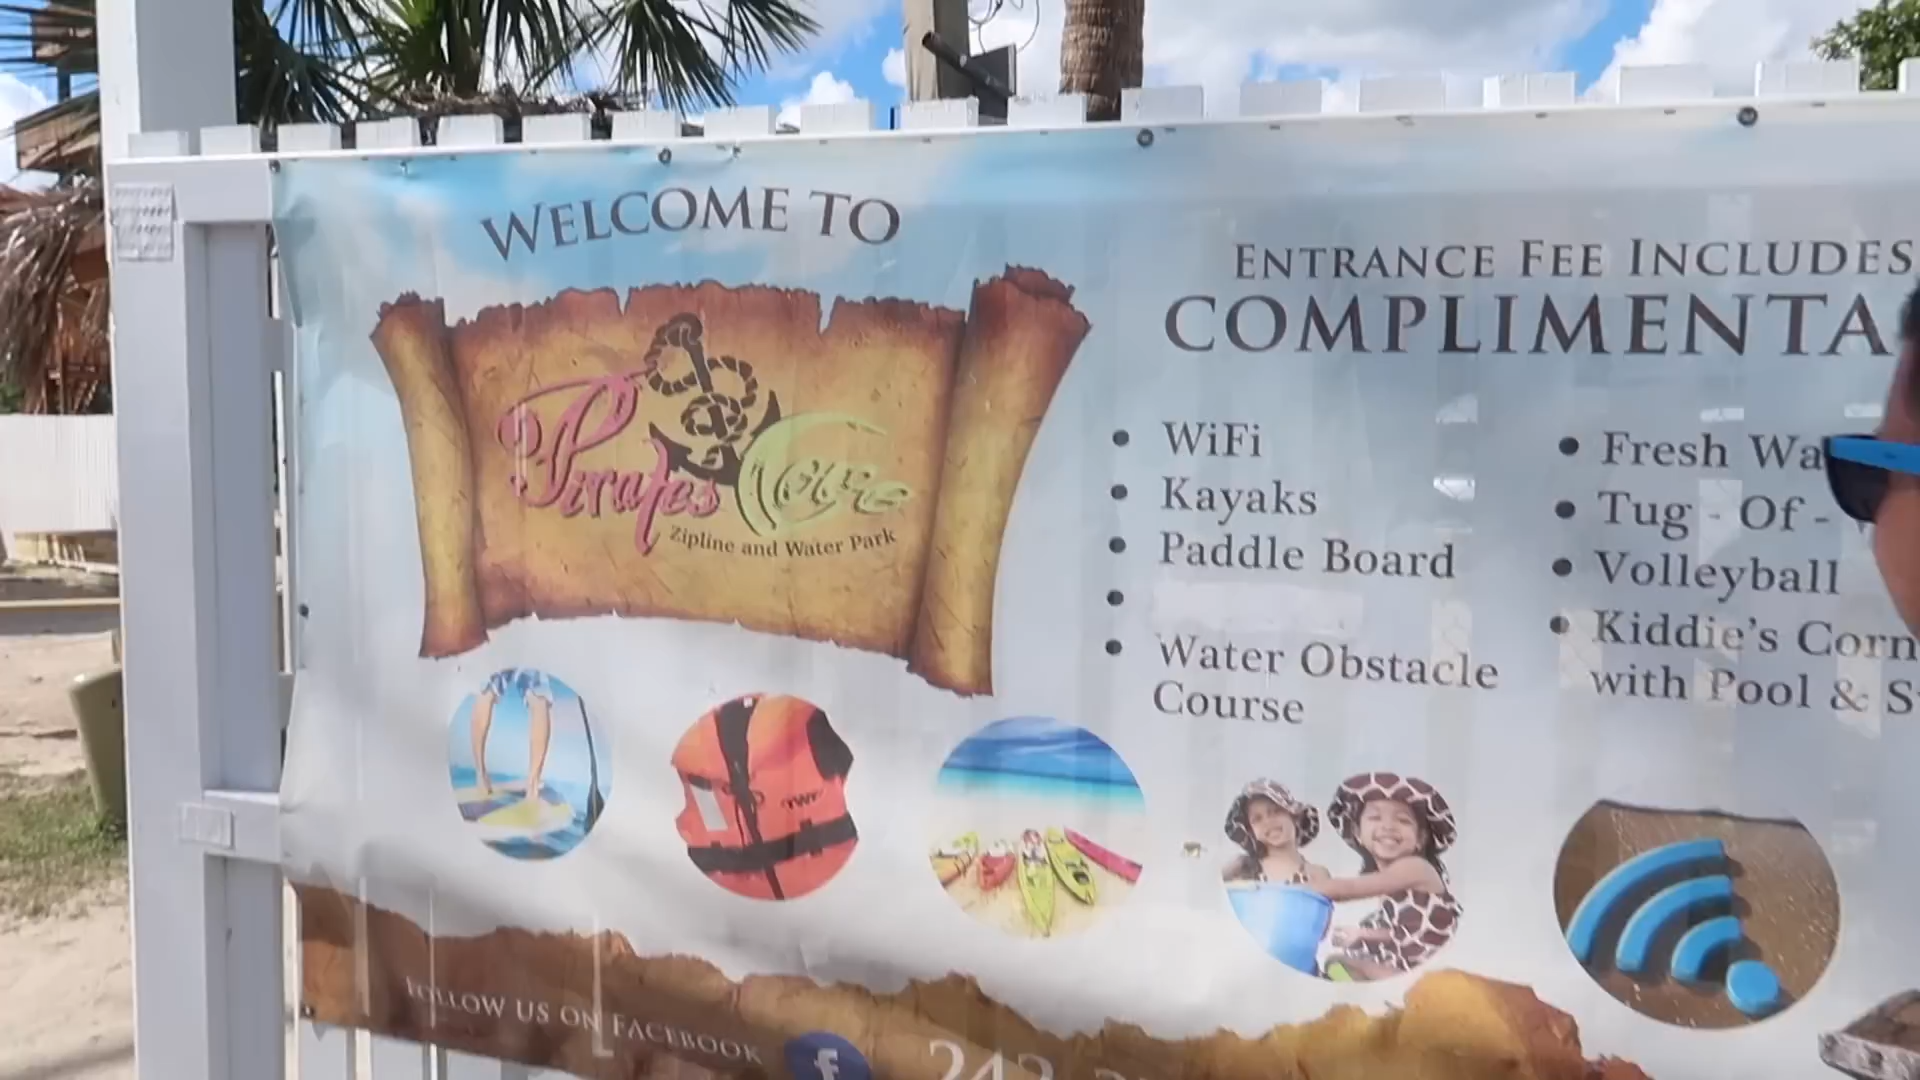 WELCOME TO
Pirates Cove
Zipline and Water Park
ENTRANCE FEE INCLUDES
COMPLIMENTA
• WiFi
• Kayaks
• Paddle Board
•
• Water Obstacle
Course
• Fresh Wa
• Tug - Of -
• Volleyball
• Kiddie's Corn
with Pool & S
FOLLOW US ON FACEBOOK
f
242